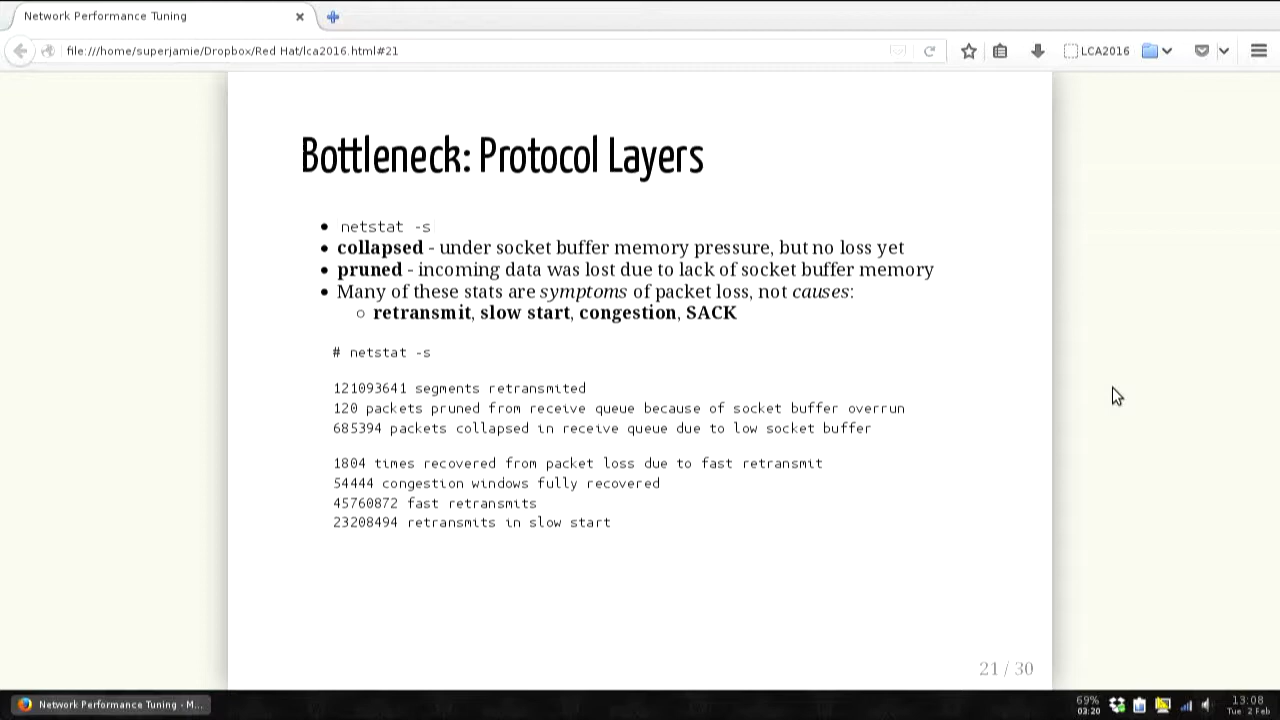 Network Performance Tuning
file:///home/superjamie/Dropbox/Red Hat/lca2016.html#21
LCA2016
Bottleneck: Protocol Layers
netstat -s
collapsed - under socket buffer memory pressure, but no loss yet
pruned - incoming data was lost due to lack of socket buffer memory
Many of these stats are symptoms of packet loss, not causes:
retransmit, slow start, congestion, SACK
# netstat -s
121093641 segments retransmited
120 packets pruned from receive queue because of socket buffer overrun
685394 packets collapsed in receive queue due to low socket buffer
1804 times recovered from packet loss due to fast retransmit
54444 congestion windows fully recovered
45760872 fast retransmits
23208494 retransmits in slow start
21 / 30
Network Performance Tuning - M...
69%
03:20
13:08
Tue 2 Feb